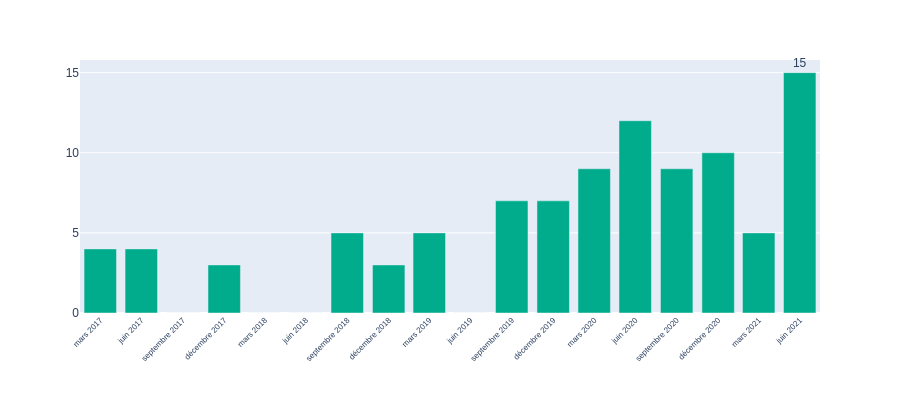 15
15
10
5
0
mars 2017
juin 2017
septembre 2017
décembre 2017
mars 2018
juin 2018
septembre 2018
décembre 2018
mars 2019
juin 2019
septembre 2019
décembre 2019
mars 2020
juin 2020
septembre 2020
décembre 2020
mars 2021
juin 2021